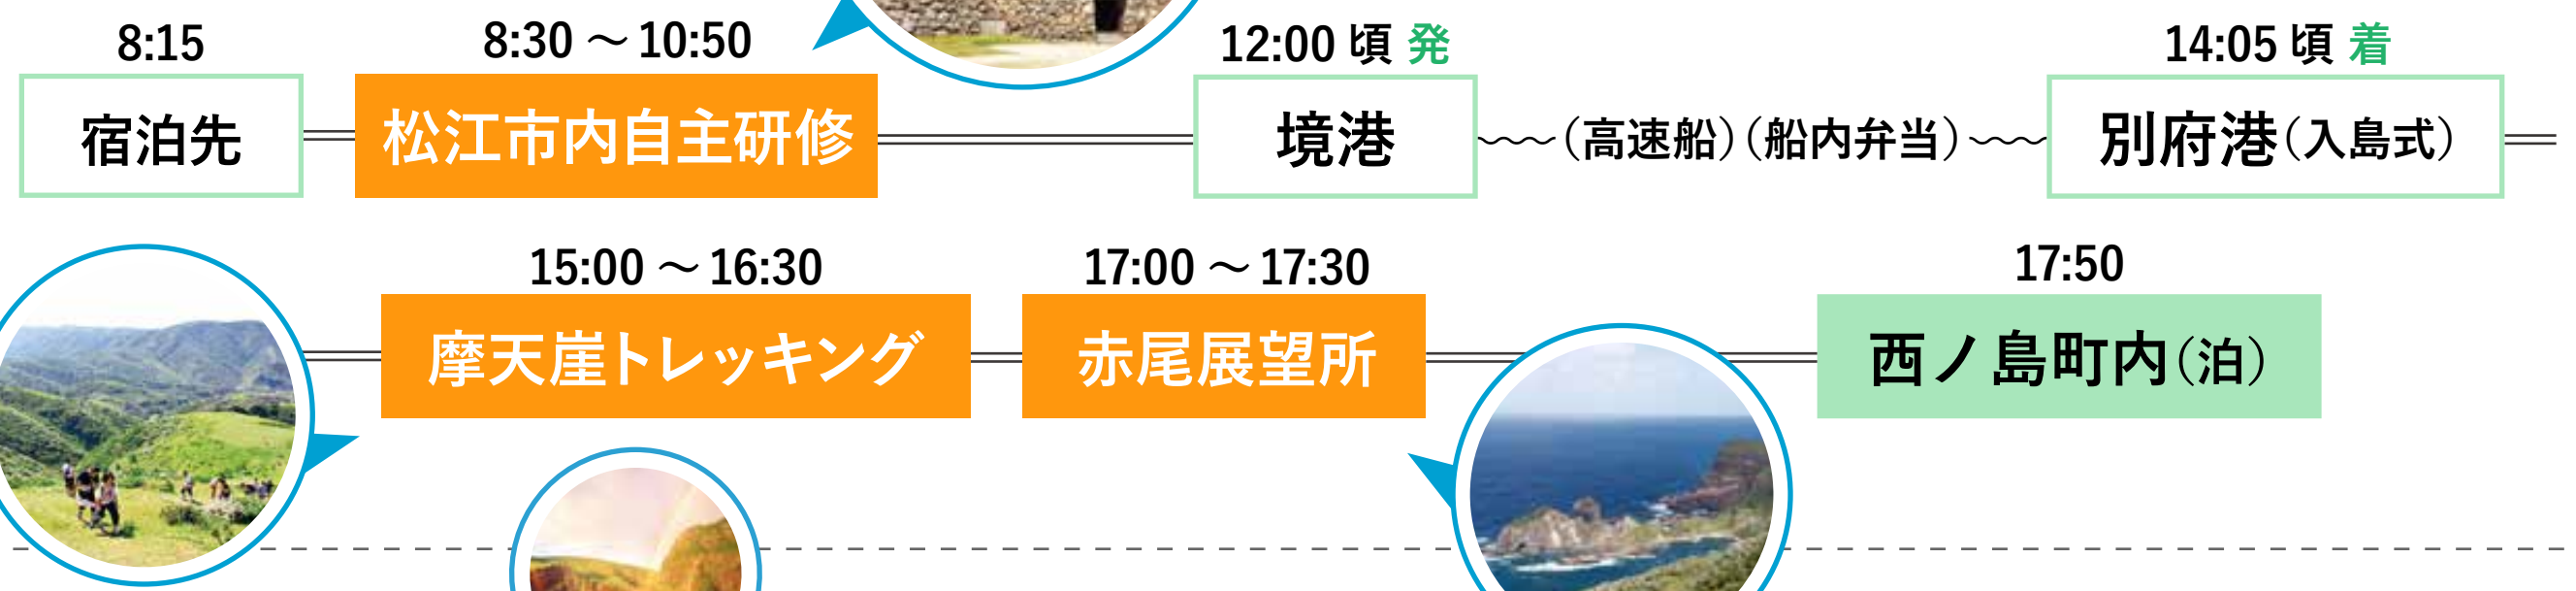 8:15 8:30 〜 10:50 12:00 頃 発 14:05 頃 着
宿泊先 松江市内自主研修 境港 (高速船)(船内弁当) 別府港(入島式)
15:00 〜 16:30 17:00 〜 17:30 17:50
摩天崖トレッキング 赤尾展望所 西ノ島町内(泊)